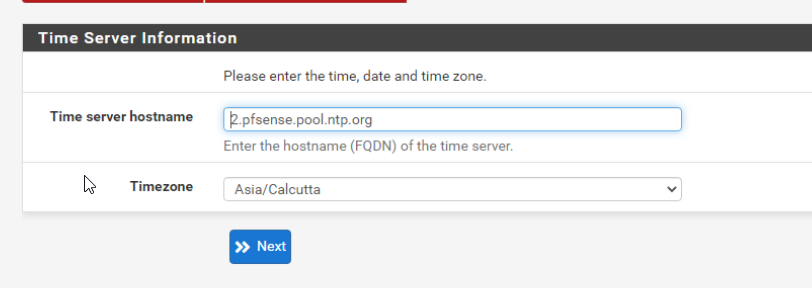 Time Server Information
Please enter the time, date and time zone.
Time server hostname
2.pfsense.pool.ntp.org
Enter the hostname (FQDN) of the time server.
Timezone
Asia/Calcutta
Next